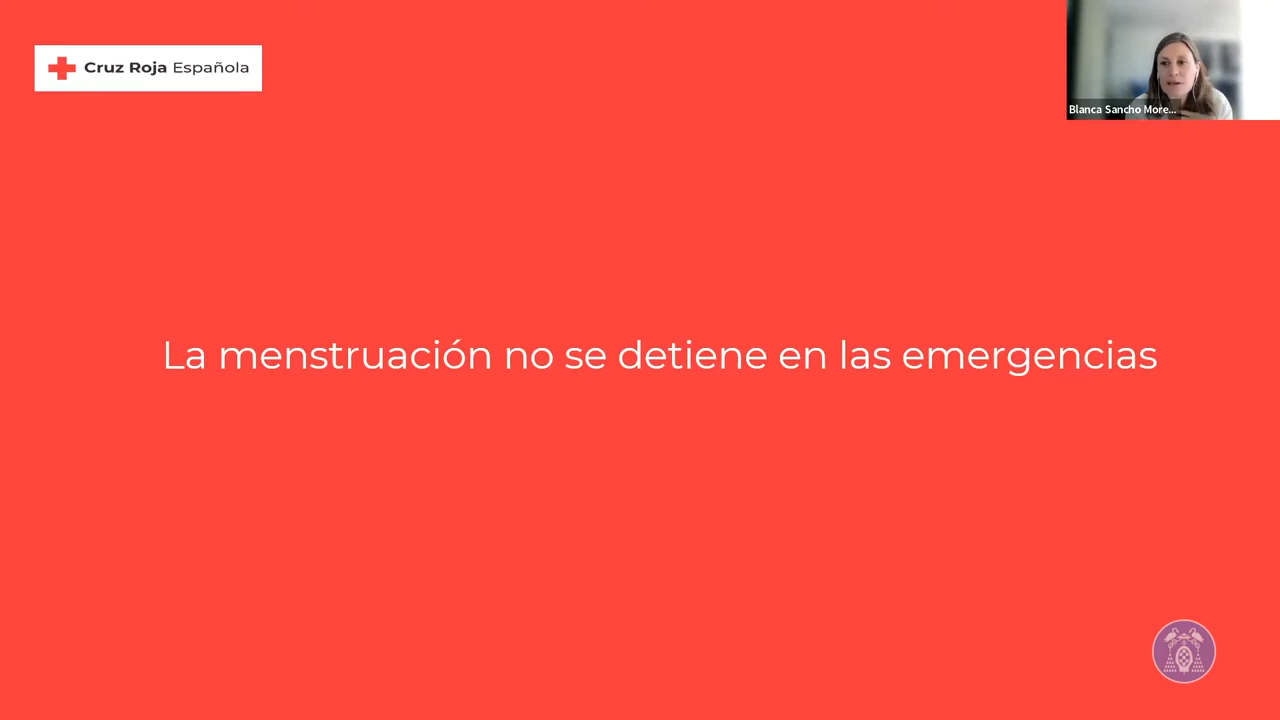 Cruz Roja Española
Blanca Sancho More...
La menstruación no se detiene en las emergencias